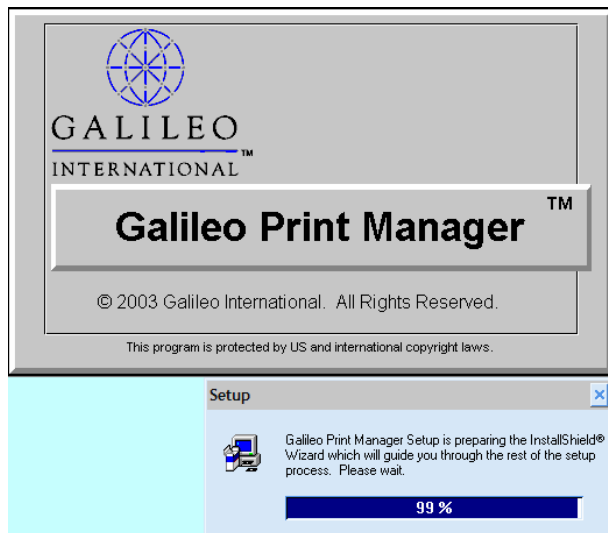 GALILEO
TM
INTERNATIONAL
Galileo Print Manager TM
© 2003 Galileo International. All Rights Reserved.
This program is protected by US and international copyright laws.
Setup
Galileo Print Manager Setup is preparing the InstallShield®
Wizard which will guide you through the rest of the setup
process. Please wait.
99 %